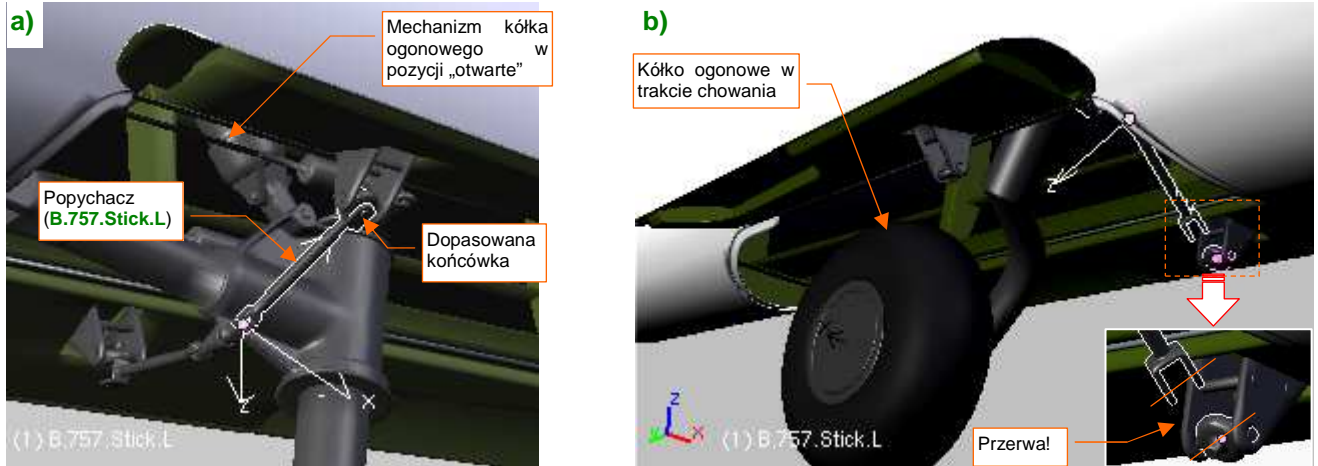 a)
Mechanizm kółka
ogonowego w
pozycji „otwarte”
Popychacz
(B.757.Stick.L)
Dopasowana
końcówka
z
x
(1) B.757.Stick.L
b)
Kółko ogonowe w
trakcie chowania
z
z
y
x
(1) B.757.Stick.L
Przerwa!